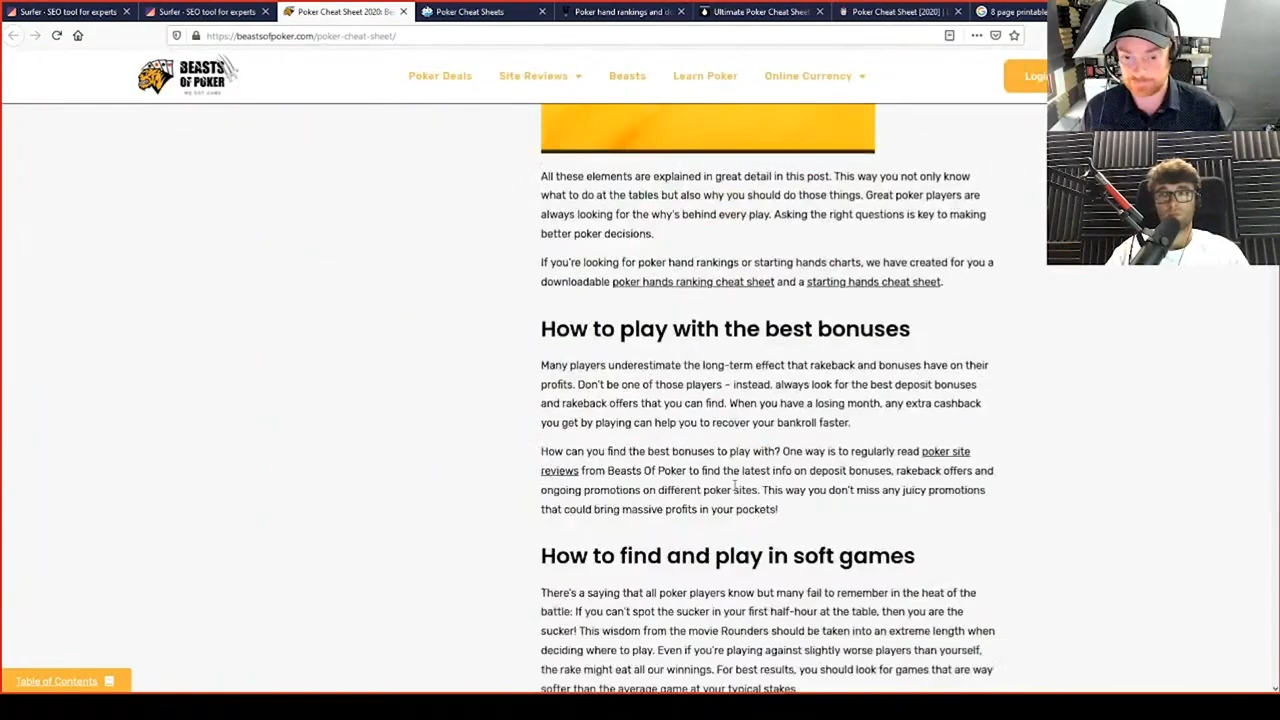 Surfer - SEO tool for experts
Surfer - SEO tool for experts
Poker Cheat Sheet 2020: Be
Poker Cheat Sheets
Poker hand rankings and d
Ultimate Poker Cheat Sheet
Poker Cheat Sheet [2020] | L
8 page printable
https://beastsofpoker.com/poker-cheat-sheet/
BEASTS
OF POKER
WE GOT GAME
Poker Deals
Site Reviews
Beasts
Learn Poker
Online Currency
Login
All these elements are explained in great detail in this post. This way you not only know
what to do at the tables but also why you should do those things. Great poker players are
always looking for the why's behind every play. Asking the right questions is key to making
better poker decisions.
If you're looking for poker hand rankings or starting hands charts, we have created for you a
downloadable poker hands ranking cheat sheet and a starting hands cheat sheet.
How to play with the best bonuses
Many players underestimate the long-term effect that rakeback and bonuses have on their
profits. Don't be one of those players – instead, always look for the best deposit bonuses
and rakeback offers that you can find. When you have a losing month, any extra cashback
you get by playing can help you to recover your bankroll faster.
How can you find the best bonuses to play with? One way is to regularly read poker site
reviews from Beasts Of Poker to find the latest info on deposit bonuses, rakeback offers and
ongoing promotions on different poker sites. This way you don't miss any juicy promotions
that could bring massive profits in your pockets!
How to find and play in soft games
There's a saying that all poker players know but many fail to remember in the heat of the
battle: If you can't spot the sucker in your first half-hour at the table, then you are the
sucker! This wisdom from the movie Rounders should be taken into an extreme length when
deciding where to play. Even if you're playing against slightly worse players than yourself,
the rake might eat all our winnings. For best results, you should look for games that are way
softer than the average game at your typical stakes.
Table of Contents